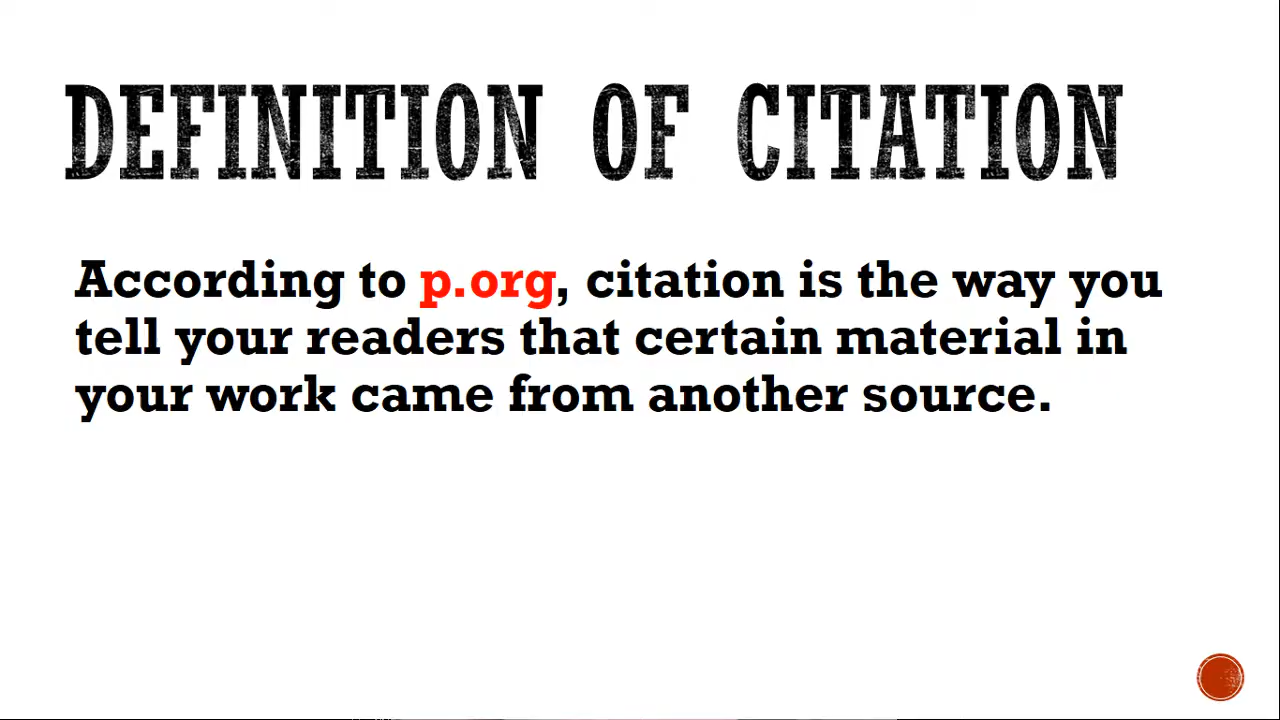 DEFINITION OF CITATION
According to p.org, citation is the way you
tell your readers that certain material in
your work came from another source.